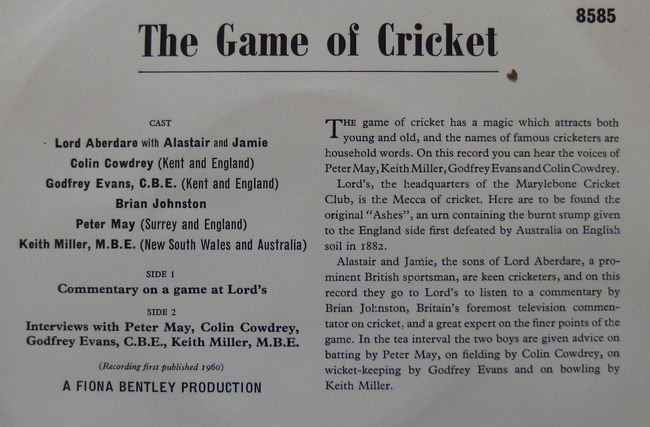 8585
The Game of Cricket
CAST
Lord Aberdare with Alastair and Jamie
Colin Cowdrey (Kent and England)
Godfrey Evans, C.B.E. (Kent and England)
Brian Johnston
Peter May (Surrey and England)
Keith Miller, M.B.E. (New South Wales and Australia)
SIDE 1
Commentary on a game at Lord's
SIDE 2
Interviews with Peter May, Colin Cowdrey,
Godfrey Evans, C.B.E., Keith Miller, M.B.E.
(Recording first published 1960)
A FIONA BENTLEY PRODUCTION
THE game of cricket has a magic which attracts both
young and old, and the names of famous cricketers are
household words. On this record you can hear the voices of
Peter May, Keith Miller, Godfrey Evans and Colin Cowdrey.
Lord's, the headquarters of the Marylebone Cricket
Club, is the Mecca of cricket. Here are to be found the
original "Ashes", an urn containing the burnt stump given
to the England side first defeated by Australia on English
soil in 1882.
Alastair and Jamie, the sons of Lord Aberdare, a pro-
minent British sportsman, are keen cricketers, and on this
record they go to Lord's to listen to a commentary by
Brian Johnston, Britain's foremost television commen-
tator on cricket, and a great expert on the finer points of the
game. In the tea interval the two boys are given advice on
batting by Peter May, on fielding by Colin Cowdrey, on
wicket-keeping by Godfrey Evans and on bowling by
Keith Miller.